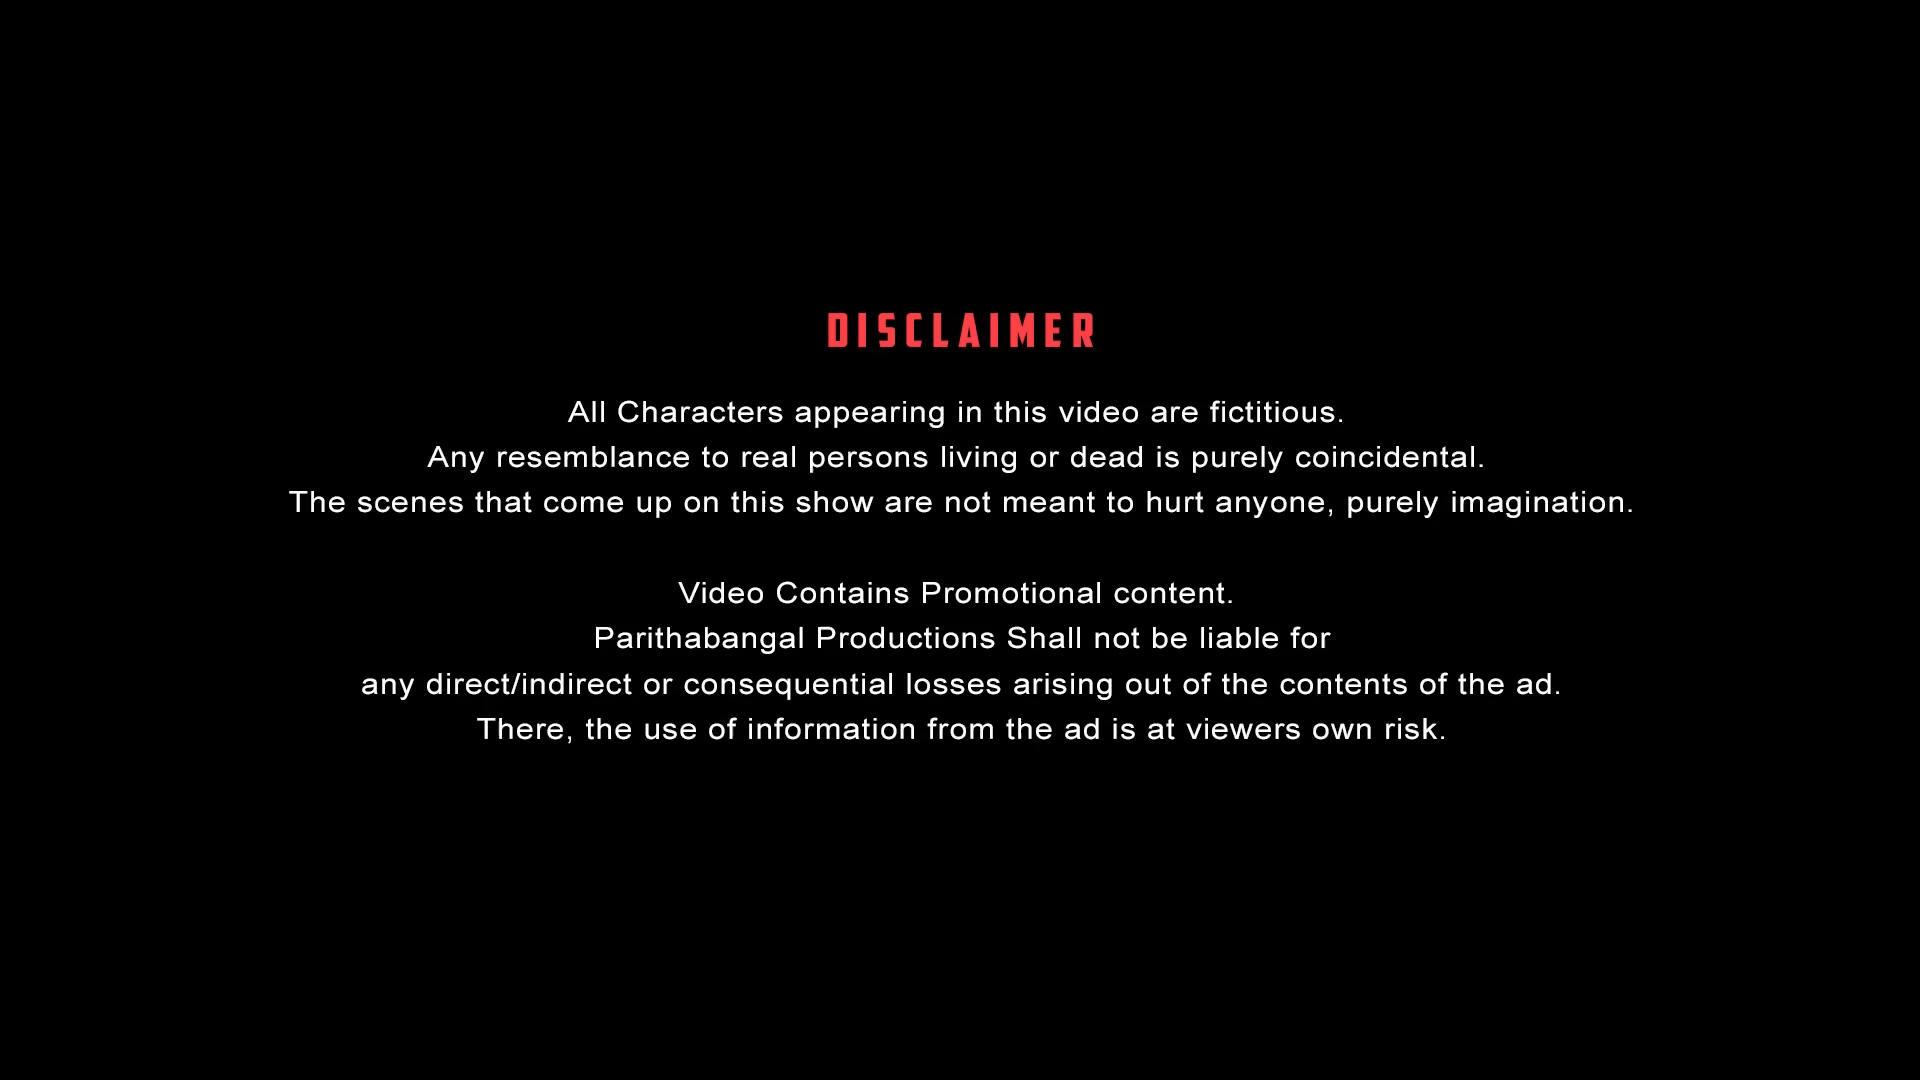 DISCLAIMER
All Characters appearing in this video are fictitious.
Any resemblance to real persons living or dead is purely coincidental.
The scenes that come up on this show are not meant to hurt anyone, purely imagination.
Video Contains Promotional content.
Parithabangal Productions Shall not be liable for
any direct/indirect or consequential losses arising out of the contents of the ad.
There, the use of information from the ad is at viewers own risk.